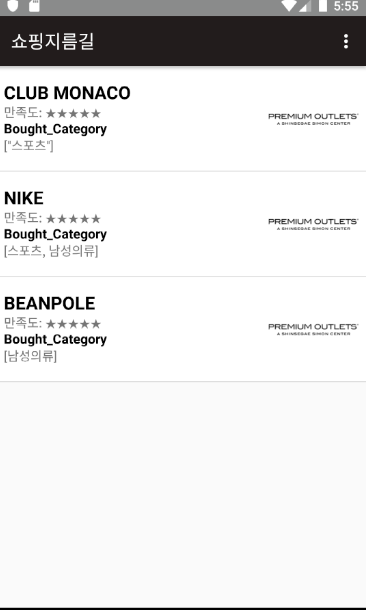 5:55
쇼핑지름길
CLUB MONACO
만족도: ★★★★★
Bought_Category
["스포츠"]
PREMIUM OUTLETS
A SHINSEGAE SIMON CENTER
NIKE
만족도: ★★★★★
Bought_Category
[스포츠, 남성의류]
PREMIUM OUTLETS
A SHINSEGAE SIMON CENTER
BEANPOLE
만족도: ★★★★★
Bought_Category
[남성의류]
PREMIUM OUTLETS
A SHINSEGAE SIMON CENTER